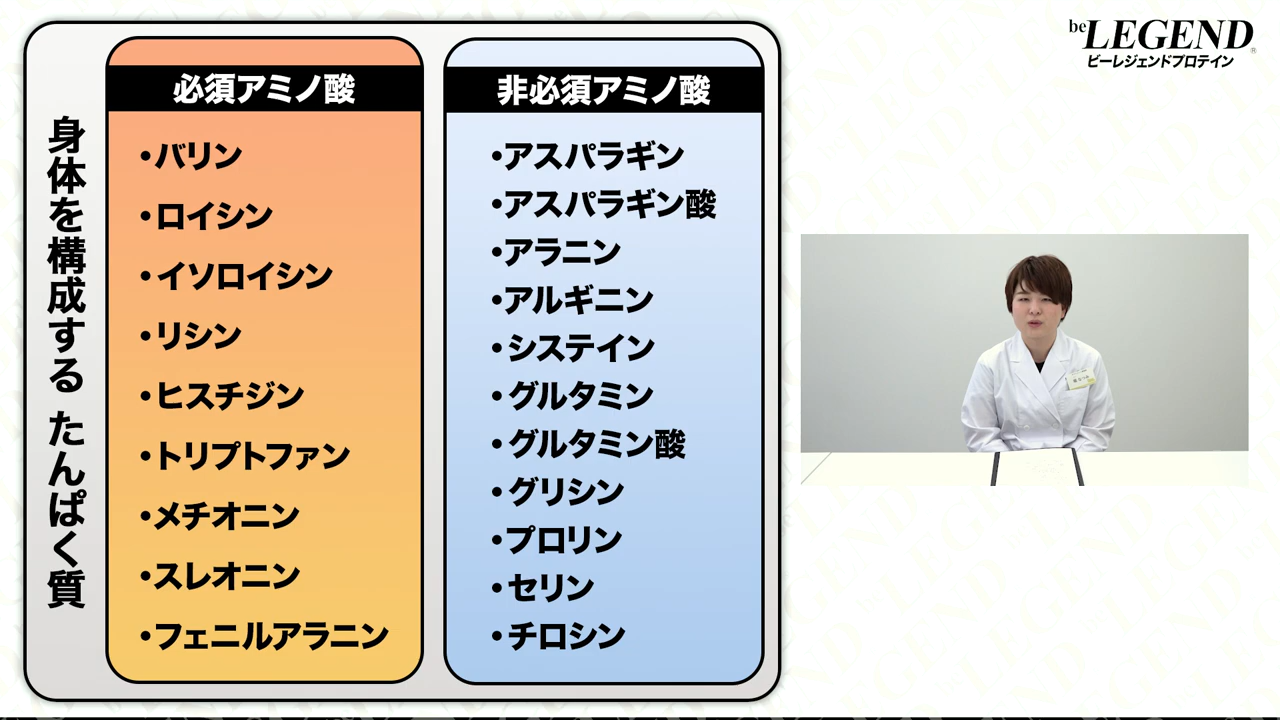 be LEGEND®
ビーレジェンドプロテイン
身体を構成する たんぱく質
必須アミノ酸
・バリン
・ロイシン
・イソロイシン
・リシン
・ヒスチジン
・トリプトファン
・メチオニン
・スレオニン
・フェニルアラニン
非必須アミノ酸
・アスパラギン
・アスパラギン酸
・アラニン
・アルギニン
・システイン
・グルタミン
・グルタミン酸
・グリシン
・プロリン
・セリン
・チロシン